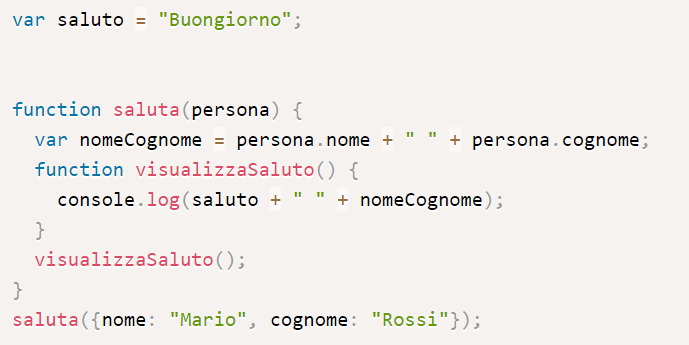 var saluto = "Buongiorno";
function saluta(persona) {
var nomeCognome = persona.nome + " " + persona.cognome;
function visualizzaSaluto() {
console.log(saluto + " " + nomeCognome);
}
visualizzaSaluto();
}
saluta({nome: "Mario", cognome: "Rossi"});